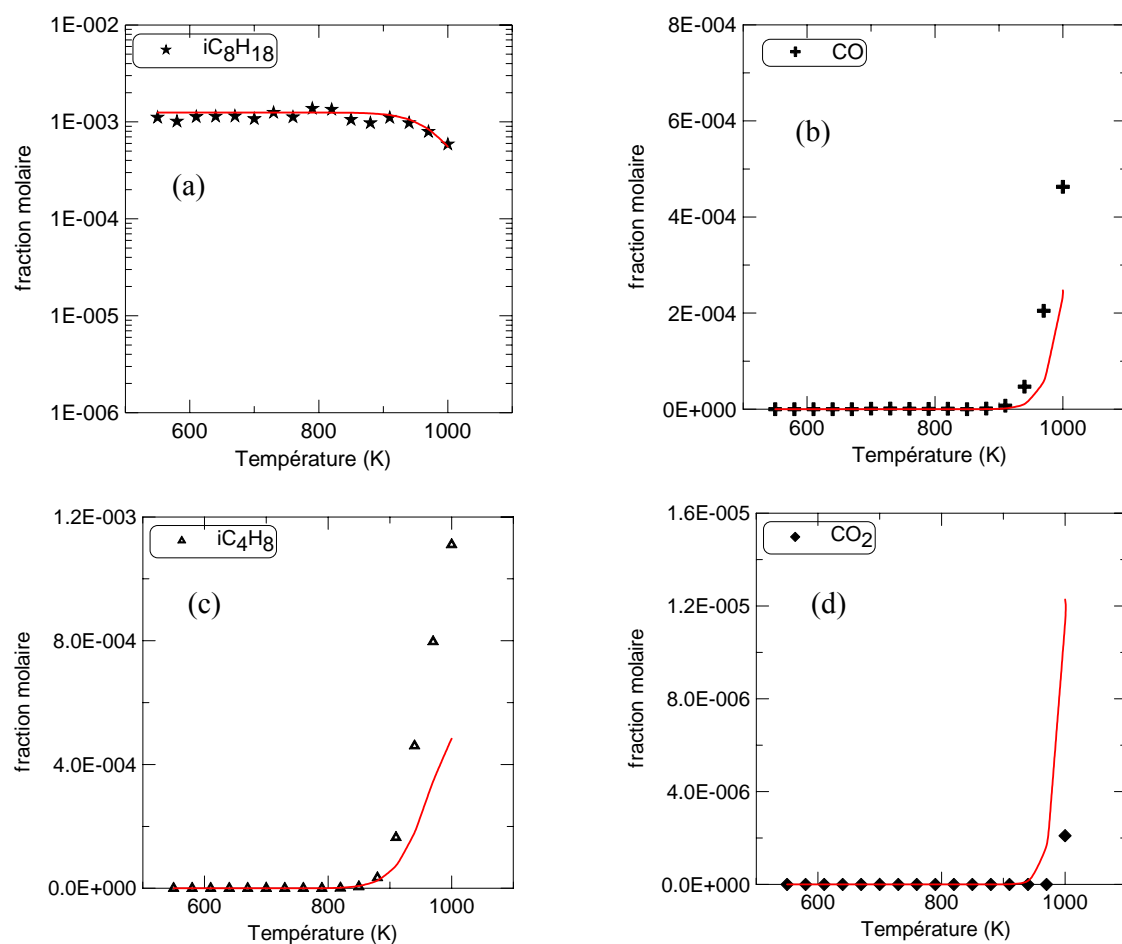 1E-002
iC8H18
1E-003
(a)
1E-004
1E-005
1E-006
fraction molaire
600 800 1000
Température (K)
8E-004
CO
6E-004
(b)
4E-004
2E-004
0E+000
fraction molaire
600 800 1000
Température (K)
1.2E-003
iC4H8
(c)
8.0E-004
4.0E-004
0.0E+000
fraction molaire
600 800 1000
Température (K)
1.6E-005
CO2
1.2E-005
(d)
8.0E-006
4.0E-006
0.0E+000
fraction molaire
600 800 1000
Température (K)